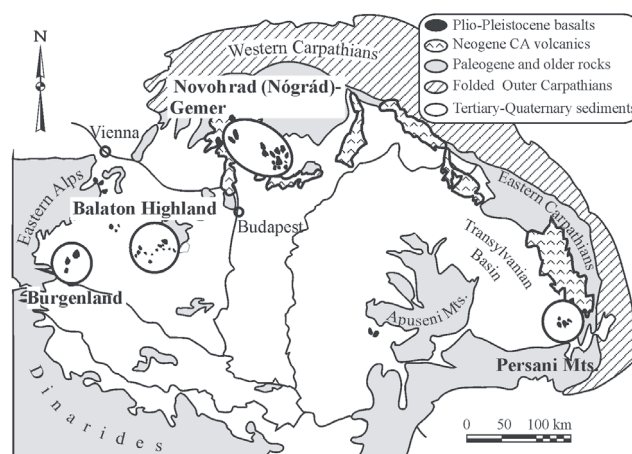 N
Western Carpathians
Plio-Pleistocene basalts
Neogene CA volcanics
Paleogene and older rocks
Folded Outer Carpathians
Tertiary-Quaternary sediments
Novohrad (Nógrád)-
Gemer
Vienna
Eastern Alps
Balaton Highland
Budapest
Eastern Carpathians
Transylvanian
Basin
Burgenland
Apuseni Mts.
Persani Mts.
Dinarides
0 50 100 km